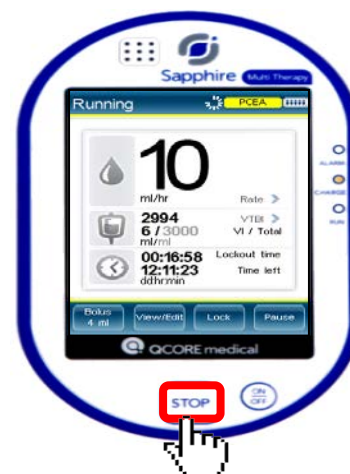 Sapphire Multi Therapy
Running PCEA
10
ml/hr Rate >
2994 VTBI >
6 / 3000 VI / Total
ml/ml
00:16:58 Lockout time
12:11:23 Time left
dd:hr:min
Bolus 4 ml View/Edit Lock Pause
QCORE medical
STOP ON OFF
ALARM
CHARGE
RUN